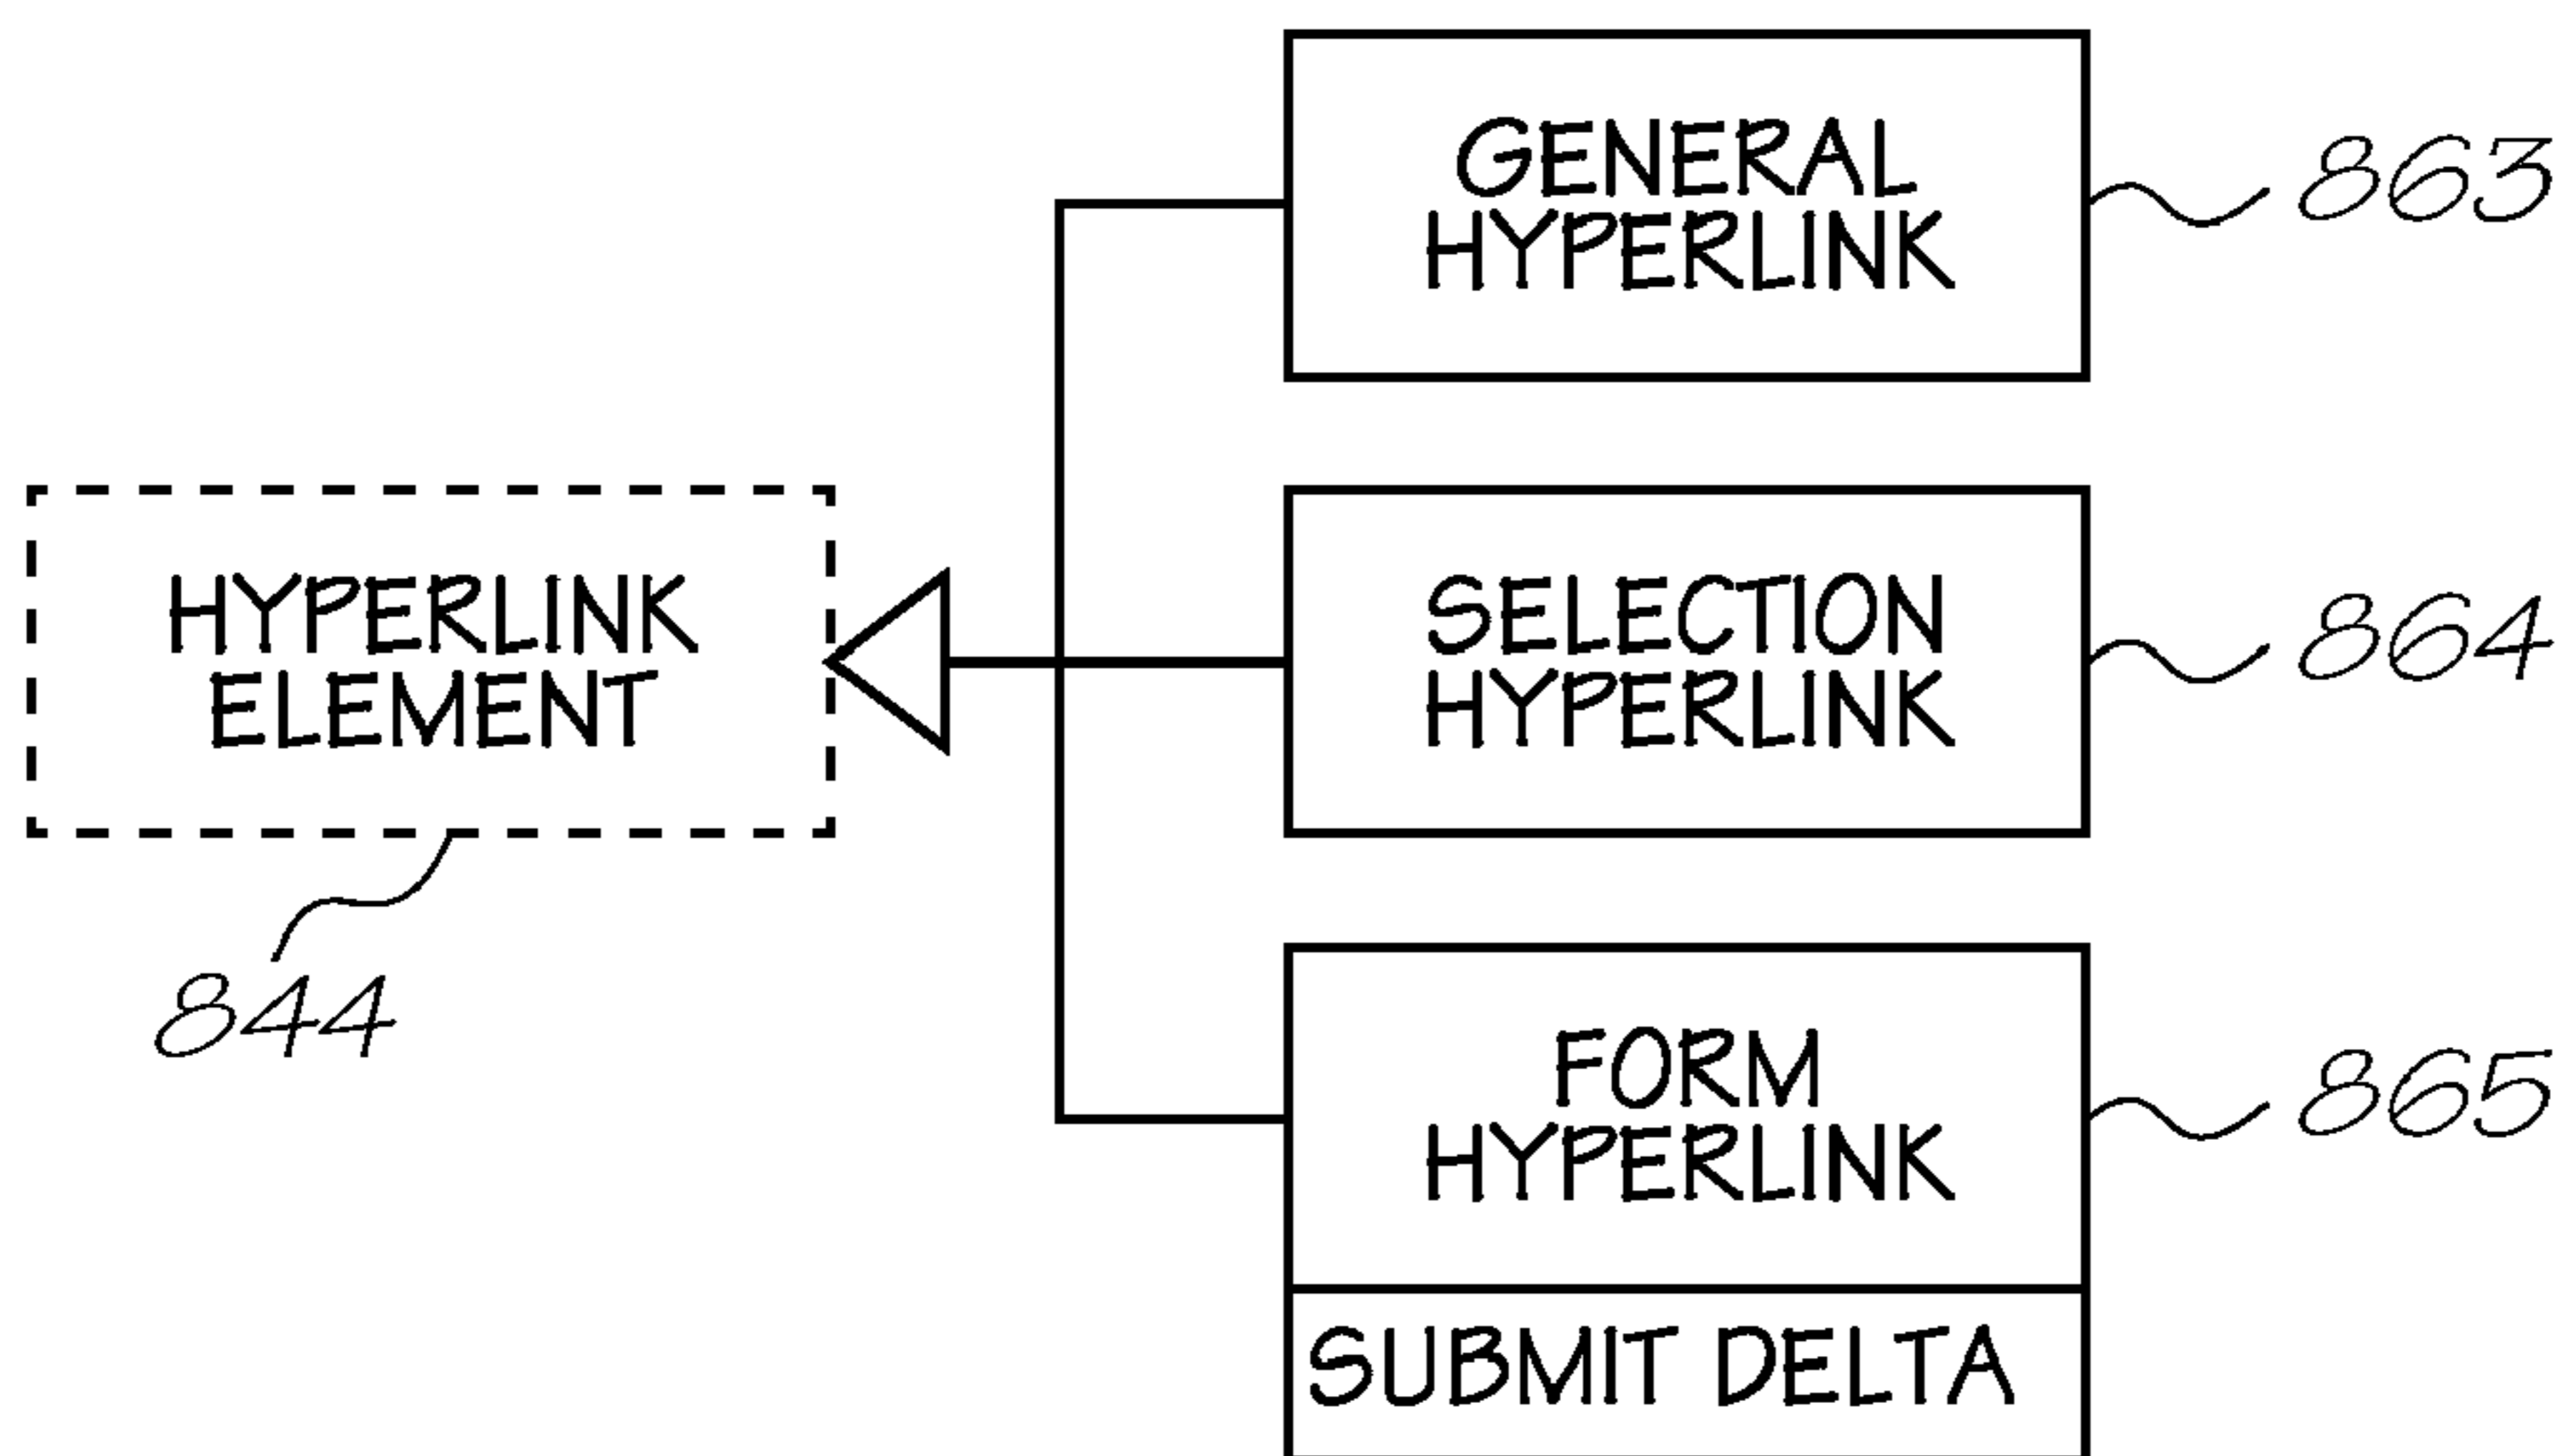 GENERAL
HYPERLINK
863
HYPERLINK
ELEMENT
844
SELECTION
HYPERLINK
864
FORM
HYPERLINK
865
SUBMIT DELTA